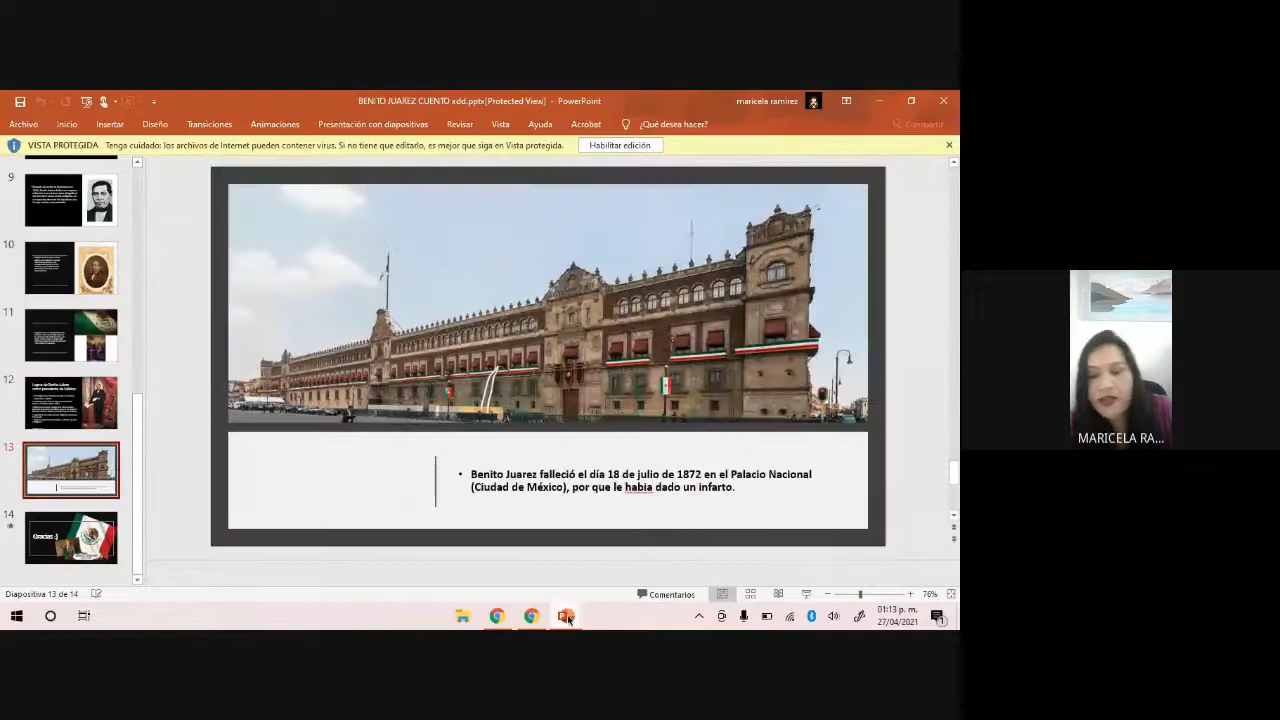 BENITO JUAREZ CUENTO xdd.pptx[Protected View] - PowerPoint
maricela ramirez
Archivo Inicio Insertar Diseño Transiciones Animaciones Presentación con diapositivas Revisar Vista Ayuda Acrobat ¿Qué desea hacer? Compartir
VISTA PROTEGIDA Tenga cuidado: los archivos de Internet pueden contener virus. Si no tiene que editarlo, es mejor que siga en Vista protegida. Habilitar edición
9
10
11
12
13
14
Gracias :)
• Benito Juarez falleció el día 18 de julio de 1872 en el Palacio Nacional
(Ciudad de México), por que le habia dado un infarto.
MARICELA RA...
Diapositiva 13 de 14
Comentarios
76%
01:13 p. m.
27/04/2021
1